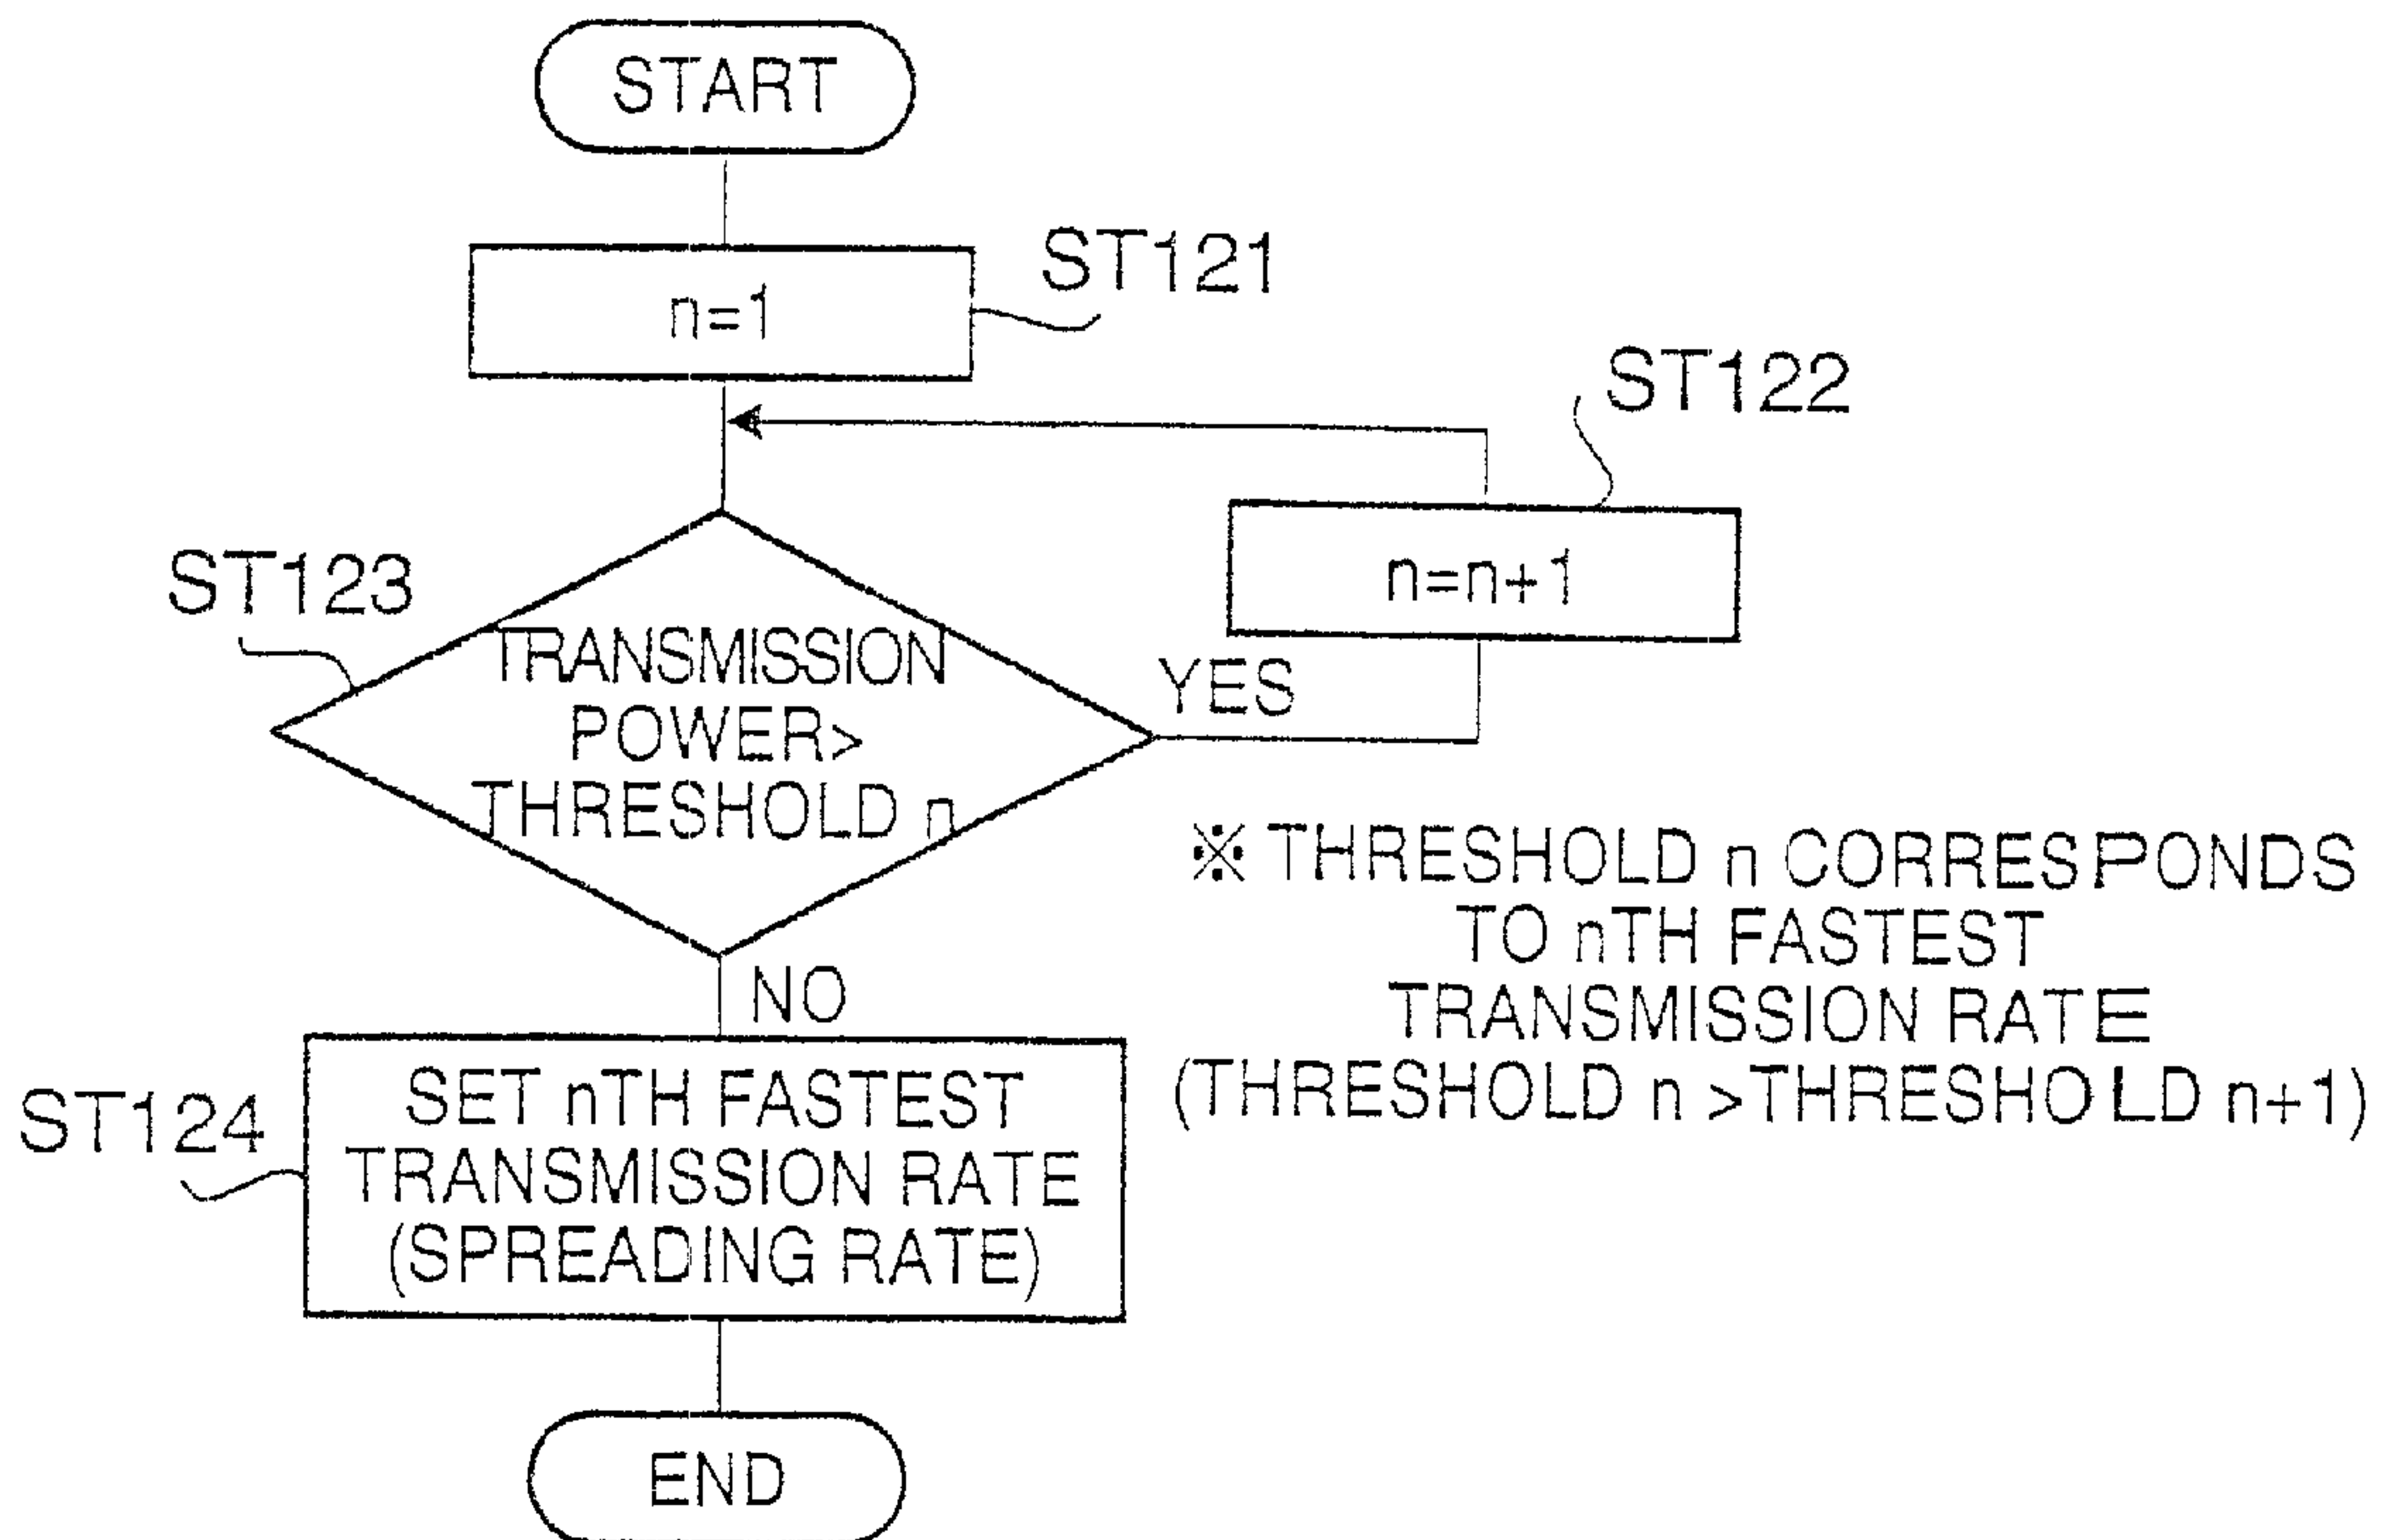 START
n=1
ST121
ST122
n=n+1
ST123
TRANSMISSION
POWER>
THRESHOLD n
YES
NO
※ THRESHOLD n CORRESPONDS
TO nTH FASTEST
TRANSMISSION RATE
(THRESHOLD n >THRESHOLD n+1)
ST124
SET nTH FASTEST
TRANSMISSION RATE
(SPREADING RATE)
END